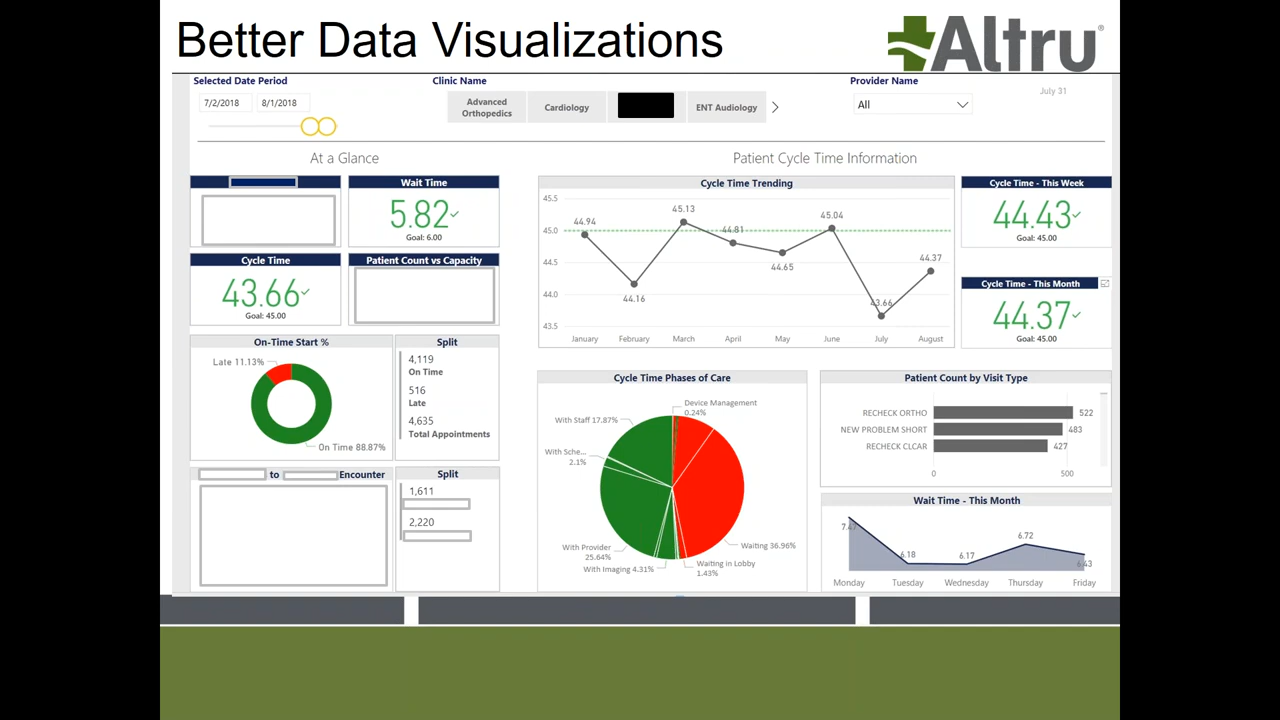 Better Data Visualizations
Altru®
Selected Date Period
7/2/2018
8/1/2018
Clinic Name
Advanced
Orthopedics
Cardiology
ENT Audiology
Provider Name
All
July 31
At a Glance
Wait Time
5.82
Goal: 6.00
Cycle Time
43.66
Goal: 45.00
Patient Count vs Capacity
On-Time Start %
Late 11.13%
On Time 88.87%
Split
4,119
On Time
516
Late
4,635
Total Appointments
to
Encounter
Split
1,611
2,220
Patient Cycle Time Information
Cycle Time Trending
45.5
45.0
44.5
44.0
43.5
44.94
44.16
45.13
44.81
44.65
45.04
43.66
44.37
January
February
March
April
May
June
July
August
Cycle Time - This Week
44.43
Goal: 45.00
Cycle Time - This Month
44.37
Goal: 45.00
Cycle Time Phases of Care
Device Management
0.24%
With Staff 17.87%
With Sche...
2.1%
With Provider
25.64%
With Imaging 4.31%
Waiting in Lobby
1.43%
Waiting 36.96%
Patient Count by Visit Type
RECHECK ORTHO
522
NEW PROBLEM SHORT
483
RECHECK CLCAR
427
0
500
Wait Time - This Month
7.47
6.18
6.17
6.72
6.43
Monday
Tuesday
Wednesday
Thursday
Friday